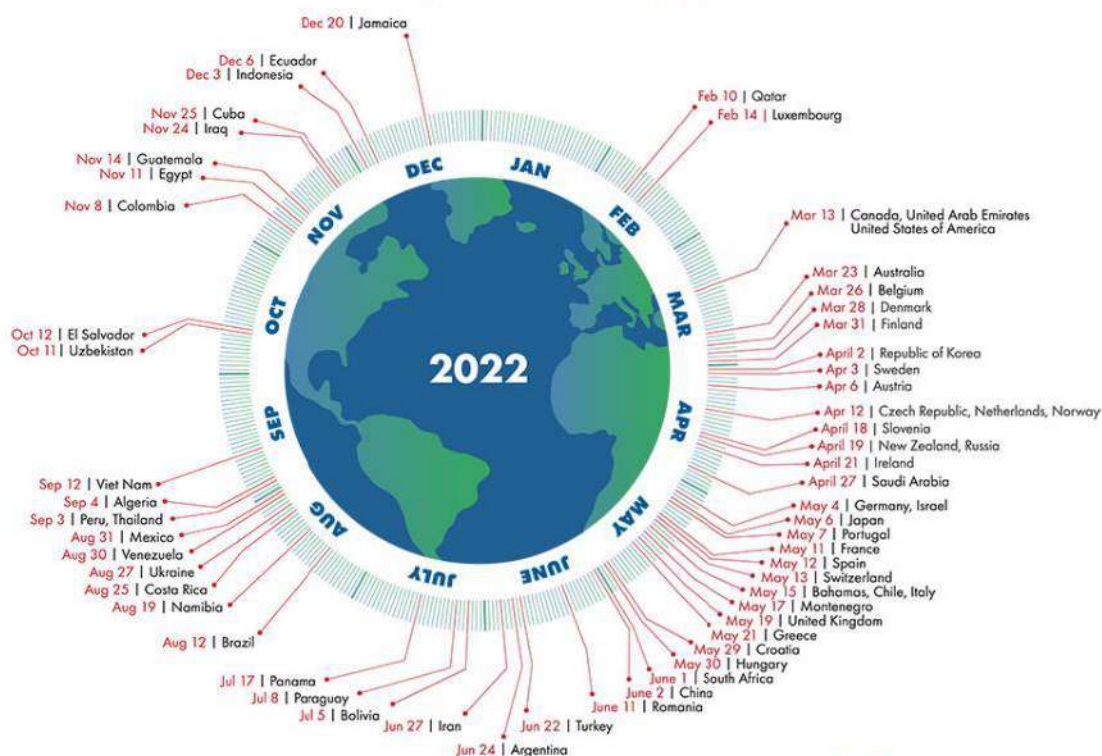 Dec 20 | Jamaica
Dec 6 | Ecuador
Dec 3 | Indonesia
Nov 25 | Cuba
Nov 24 | Iraq
Nov 14 | Guatemala
Nov 11 | Egypt
Nov 8 | Colombia
Oct 12 | El Salvador
Oct 11 | Uzbekistan
Sep 12 | Viet Nam
Sep 4 | Algeria
Sep 3 | Peru, Thailand
Aug 31 | Mexico
Aug 30 | Venezuela
Aug 27 | Ukraine
Aug 25 | Costa Rica
Aug 19 | Namibia
Aug 12 | Brazil
Jul 17 | Panama
Jul 8 | Paraguay
Jul 5 | Bolivia
Jun 27 | Iran
Jun 24 | Argentina
Jun 22 | Turkey
Feb 10 | Qatar
Feb 14 | Luxembourg
Mar 13 | Canada, United Arab Emirates
United States of America
Mar 23 | Australia
Mar 26 | Belgium
Mar 28 | Denmark
Mar 31 | Finland
April 2 | Republic of Korea
Apr 3 | Sweden
Apr 6 | Austria
Apr 12 | Czech Republic, Netherlands, Norway
April 18 | Slovenia
April 19 | New Zealand, Russia
April 21 | Ireland
April 27 | Saudi Arabia
May 4 | Germany, Israel
May 6 | Japan
May 7 | Portugal
May 11 | France
May 12 | Spain
May 13 | Switzerland
May 15 | Bahamas, Chile, Italy
May 17 | Montenegro
May 19 | United Kingdom
May 21 | Greece
May 29 | Croatia
May 30 | Hungary
June 1 | South Africa
June 2 | China
June 11 | Romania
JAN
FEB
MAR
APR
MAY
JUNE
JULY
AUG
SEP
OCT
NOV
DEC
2022